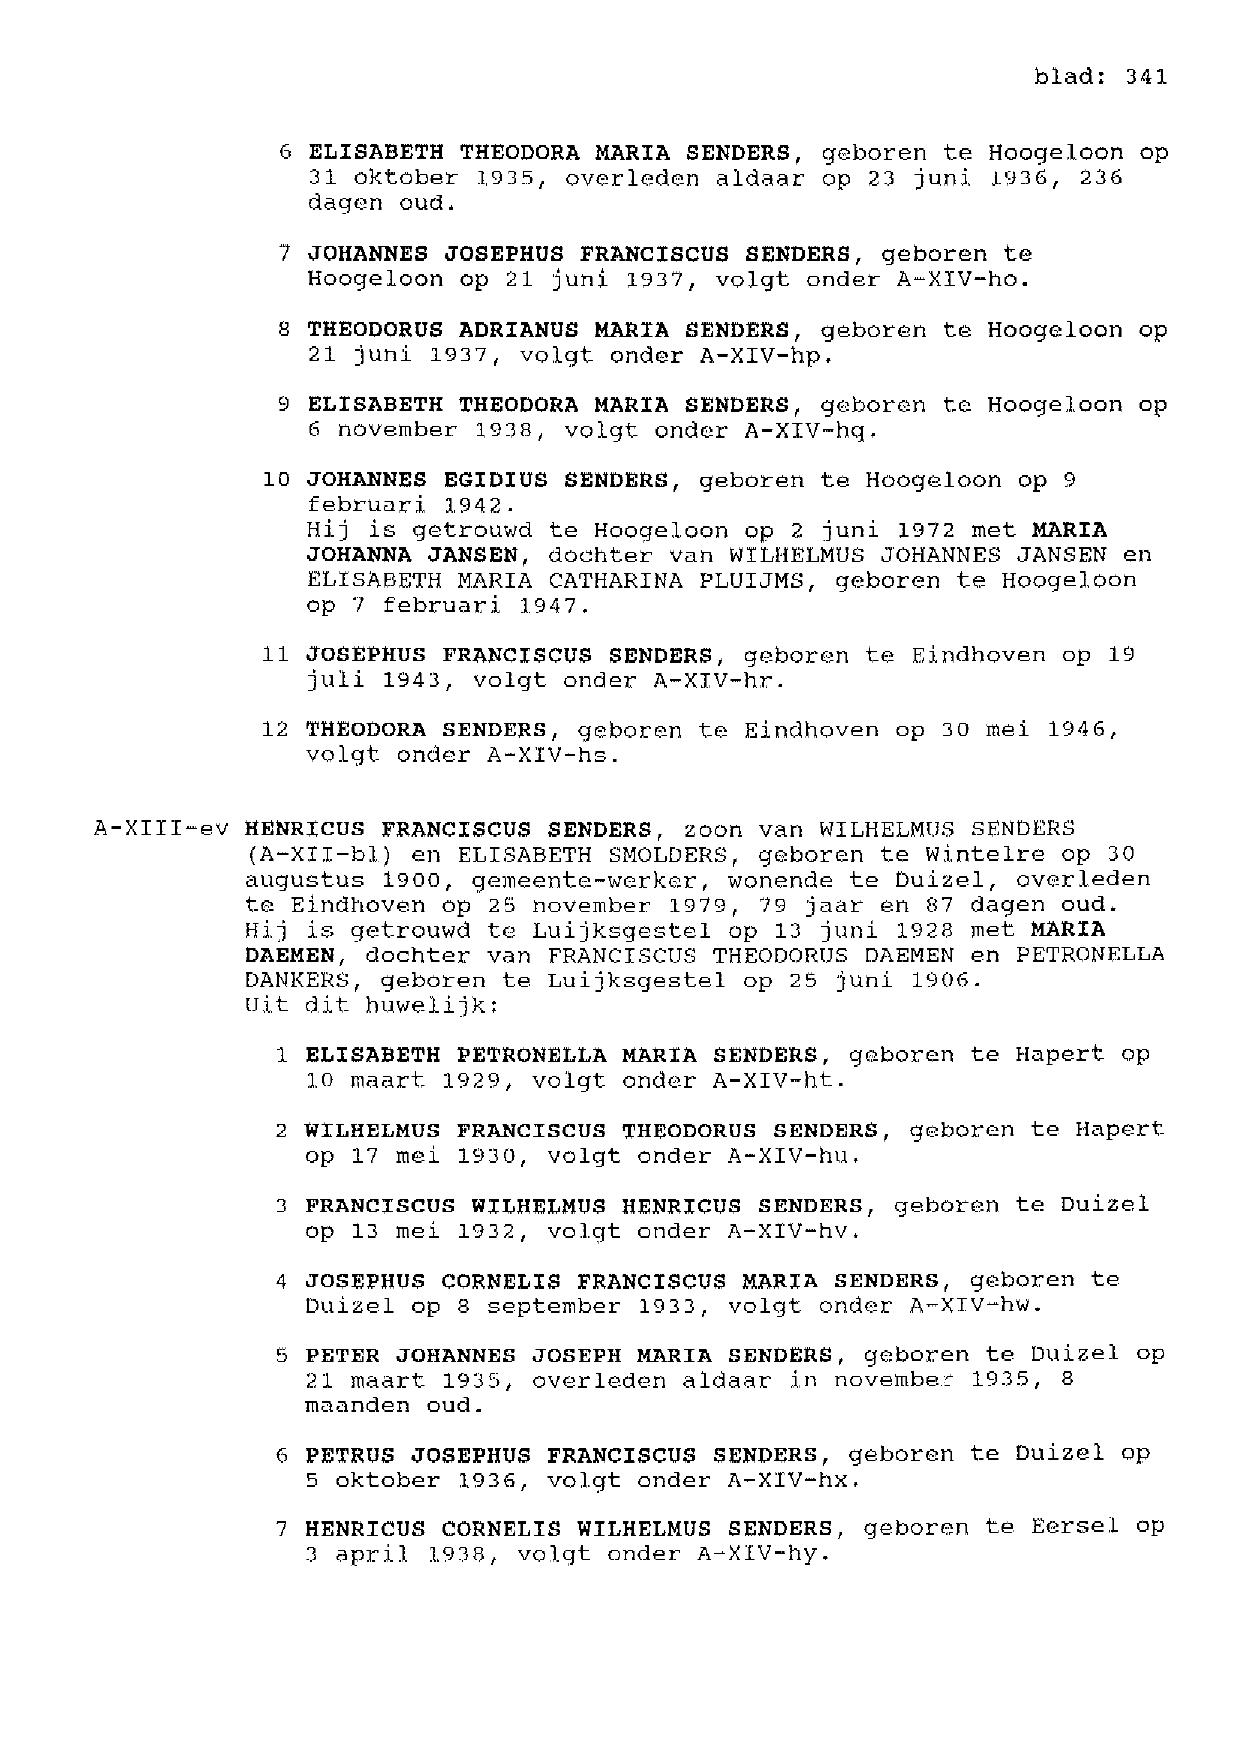 blad: 341
6 ELISABETH THEODORA MARIA SENDERS, geboren te Hoogeloon op
31 oktober 1935, overleden aldaar op 23 juni 1936, 236
dagen oud.
7 JOHANNES JOSEPHUS FRANCISCUS SENDERS, geboren te
Hoogeloon op 21 juni 1937, volgt onder A-XIV-ho.
8 THEODORUS ADRIANUS MARIA SENDERS, geboren te Hoogeloon op
21 juni 1937, volgt onder A-XIV-hp.
9 ELISABETH THEODORA MARIA SENDERS, geboren te Hoogeloon op
6 november 1938, volgt onder A-XIV-hq.
10 JOHANNES EGIDIUS SENDERS, geboren te Hoogeloon op 9
februari 1942.
Hij is getrouwd te Hoogeloon op 2 juni 1972 met MARIA
JOHANNA JANSEN, dochter van WILHELMUS JOHANNES JANSEN en
ELISABETH MARIA CATHARINA PLUIJMS, geboren te Hoogeloon
op 7 februari 1947.
11 JOSEPHUS FRANCISCUS SENDERS, geboren te Eindhoven op 19
juli 1943, volgt onder A-XIV-hr.
12 THEODORA SENDERS, geboren te Eindhoven op 30 mei 1946,
volgt onder A-XIV-hs.
A-XIII-ev HENRICUS FRANCISCUS SENDERS, zoon van WILHELMUS SENDERS
(A-XII-bl) en ELISABETH SMOLDERS, geboren te Wintelre op 30
augustus 1900, gemeente-werker, wonende te Duizel, overleden
te Eindhoven op 25 november 1979, 79 jaar en 87 dagen oud.
Hij is getrouwd te Luijksgestel op 13 juni 1928 met MARIA
DAEMEN, dochter van FRANCISCUS THEODORUS DAEMEN en PETRONELLA
DANKERS, geboren te Luijksgestel op 25 juni 1906.
Uit dit huwelijk:
1 ELISABETH PETRONELLA MARIA SENDERS, geboren te Hapert op
10 maart 1929, volgt onder A-XIV-ht.
2 WILHELMUS FRANCISCUS THEODORUS SENDERS, geboren te Hapert
op 17 mei 1930, volgt onder A-XIV-hu.
3 FRANCISCUS WILHELMUS HENRICUS SENDERS, geboren te Duizel
op 13 mei 1932, volgt onder A-XIV-hv.
4 JOSEPHUS CORNELIS FRANCISCUS MARIA SENDERS, geboren te
Duizel op 8 september 1933, volgt onder A-XIV-hw.
5 PETER JOHANNES JOSEPH MARIA SENDERS, geboren te Duizel op
21 maart 1935, overleden aldaar in november 1935, 8
maanden oud.
6 PETRUS JOSEPHUS FRANCISCUS SENDERS, geboren te Duizel op
5 oktober 1936, volgt onder A-XIV-hx.
7 HENRICUS CORNELIS WILHELMUS SENDERS, geboren te Eersel op
3 april 1938, volgt onder A-XIV-hy.